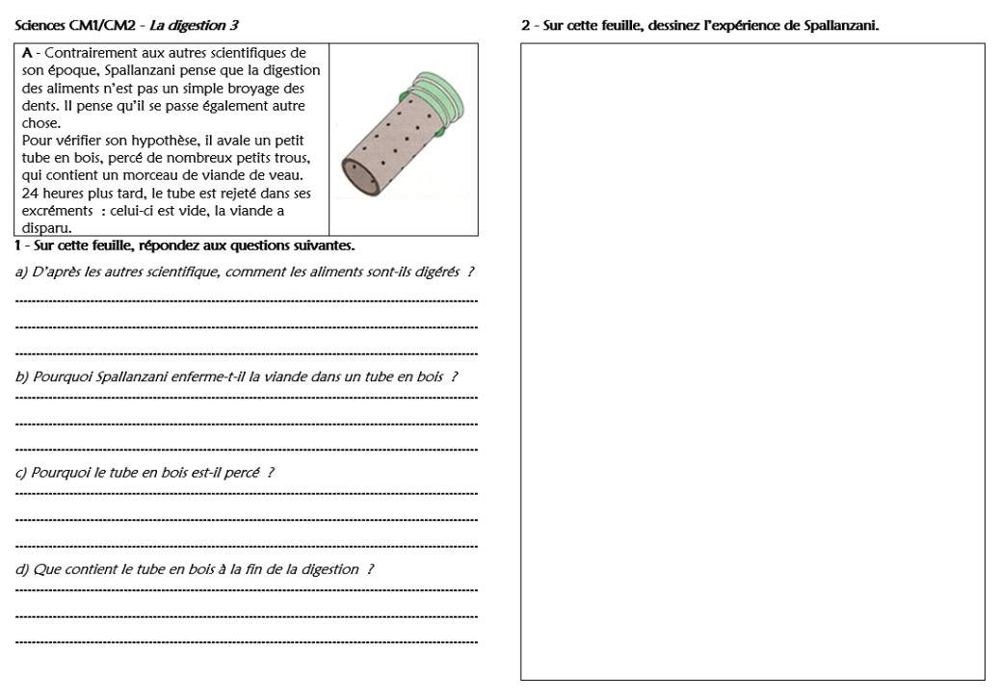 Sciences CM1/CM2 - La digestion 3
A - Contrairement aux autres scientifiques de
son époque, Spallanzani pense que la digestion
des aliments n'est pas un simple broyage des
dents. Il pense qu'il se passe également autre
chose.
Pour vérifier son hypothèse, il avale un petit
tube en bois, percé de nombreux petits trous,
qui contient un morceau de viande de veau.
24 heures plus tard, le tube est rejeté dans ses
excréments : celui-ci est vide, la viande a
disparu.
1 - Sur cette feuille, répondez aux questions suivantes.
a) D'après les autres scientifique, comment les aliments sont-ils digérés ?
b) Pourquoi Spallanzani enferme-t-il la viande dans un tube en bois ?
c) Pourquoi le tube en bois est-il percé ?
d) Que contient le tube en bois à la fin de la digestion ?
2 - Sur cette feuille, dessinez l'expérience de Spallanzani.